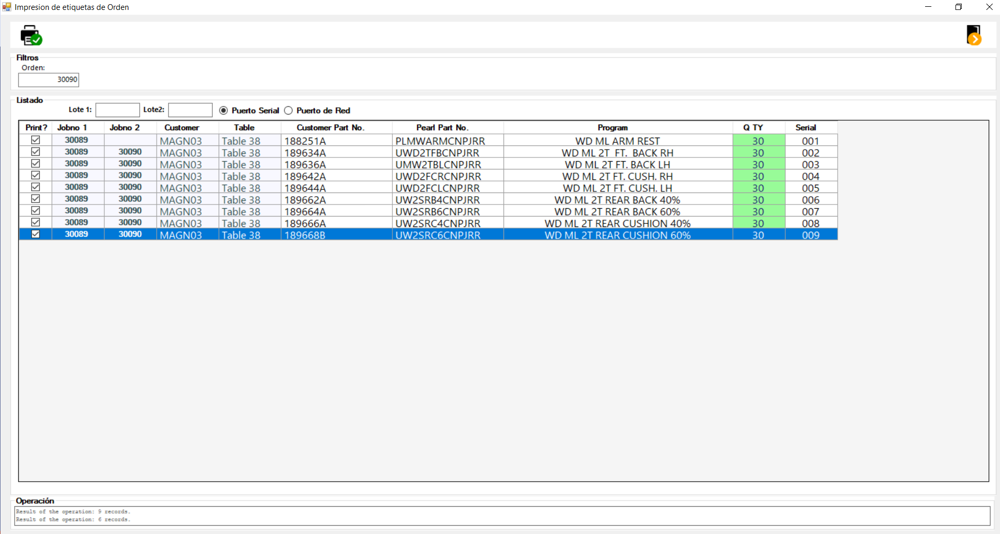 Impresion de etiquetas de Orden
Filtros
Orden:
30090
Listado
Lote 1: Lote2: Puerto Serial Puerto de Red
Print? Jobno 1 Jobno 2 Customer Table Customer Part No. Pearl Part No. Program Q TY Serial
30089 MAGN03 Table 38 188251A PLMWARMCNPJRR WD ML ARM REST 30 001
30089 30090 MAGN03 Table 38 189634A UWD2TFBCNPJRR WD ML 2T FT. BACK RH 30 002
30089 30090 MAGN03 Table 38 189636A UMW2TBLCNPJRR WD ML 2T FT. BACK LH 30 003
30089 30090 MAGN03 Table 38 189642A UWD2FCRCNPJRR WD ML 2T FT. CUSH. RH 30 004
30089 30090 MAGN03 Table 38 189644A UWD2FCLCNPJRR WD ML 2T FT. CUSH. LH 30 005
30089 30090 MAGN03 Table 38 189662A UW2SRB4CNPJRR WD ML 2T REAR BACK 40% 30 006
30089 30090 MAGN03 Table 38 189664A UW2SRB6CNPJRR WD ML 2T REAR BACK 60% 30 007
30089 30090 MAGN03 Table 38 189666A UW2SRC4CNPJRR WD ML 2T REAR CUSHION 40% 30 008
30089 30090 MAGN03 Table 38 189668B UW2SRC6CNPJRR WD ML 2T REAR CUSHION 60% 30 009
Operación
Result of the operation: 9 records.
Result of the operation: 6 records.